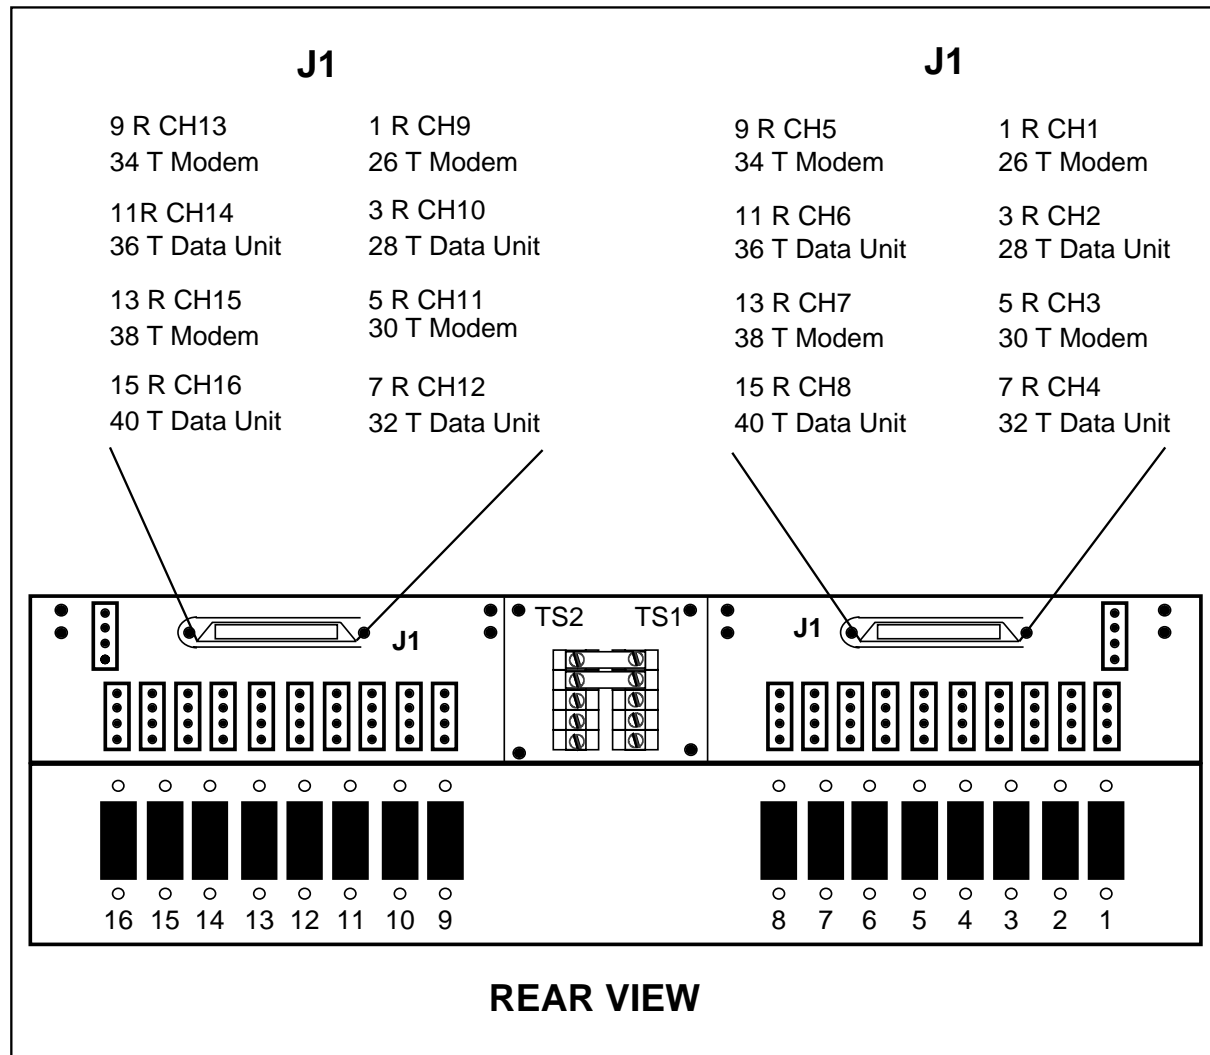 J1
9 R CH13
34 T Modem
11R CH14
36 T Data Unit
13 R CH15
38 T Modem
15 R CH16
40 T Data Unit
1 R CH9
26 T Modem
3 R CH10
28 T Data Unit
5 R CH11
30 T Modem
7 R CH12
32 T Data Unit
J1
9 R CH5
34 T Modem
11 R CH6
36 T Data Unit
13 R CH7
38 T Modem
15 R CH8
40 T Data Unit
1 R CH1
26 T Modem
3 R CH2
28 T Data Unit
5 R CH3
30 T Modem
7 R CH4
32 T Data Unit
J1
TS2 TS1
J1
16 15 14 13 12 11 10 9 8 7 6 5 4 3 2 1
REAR VIEW